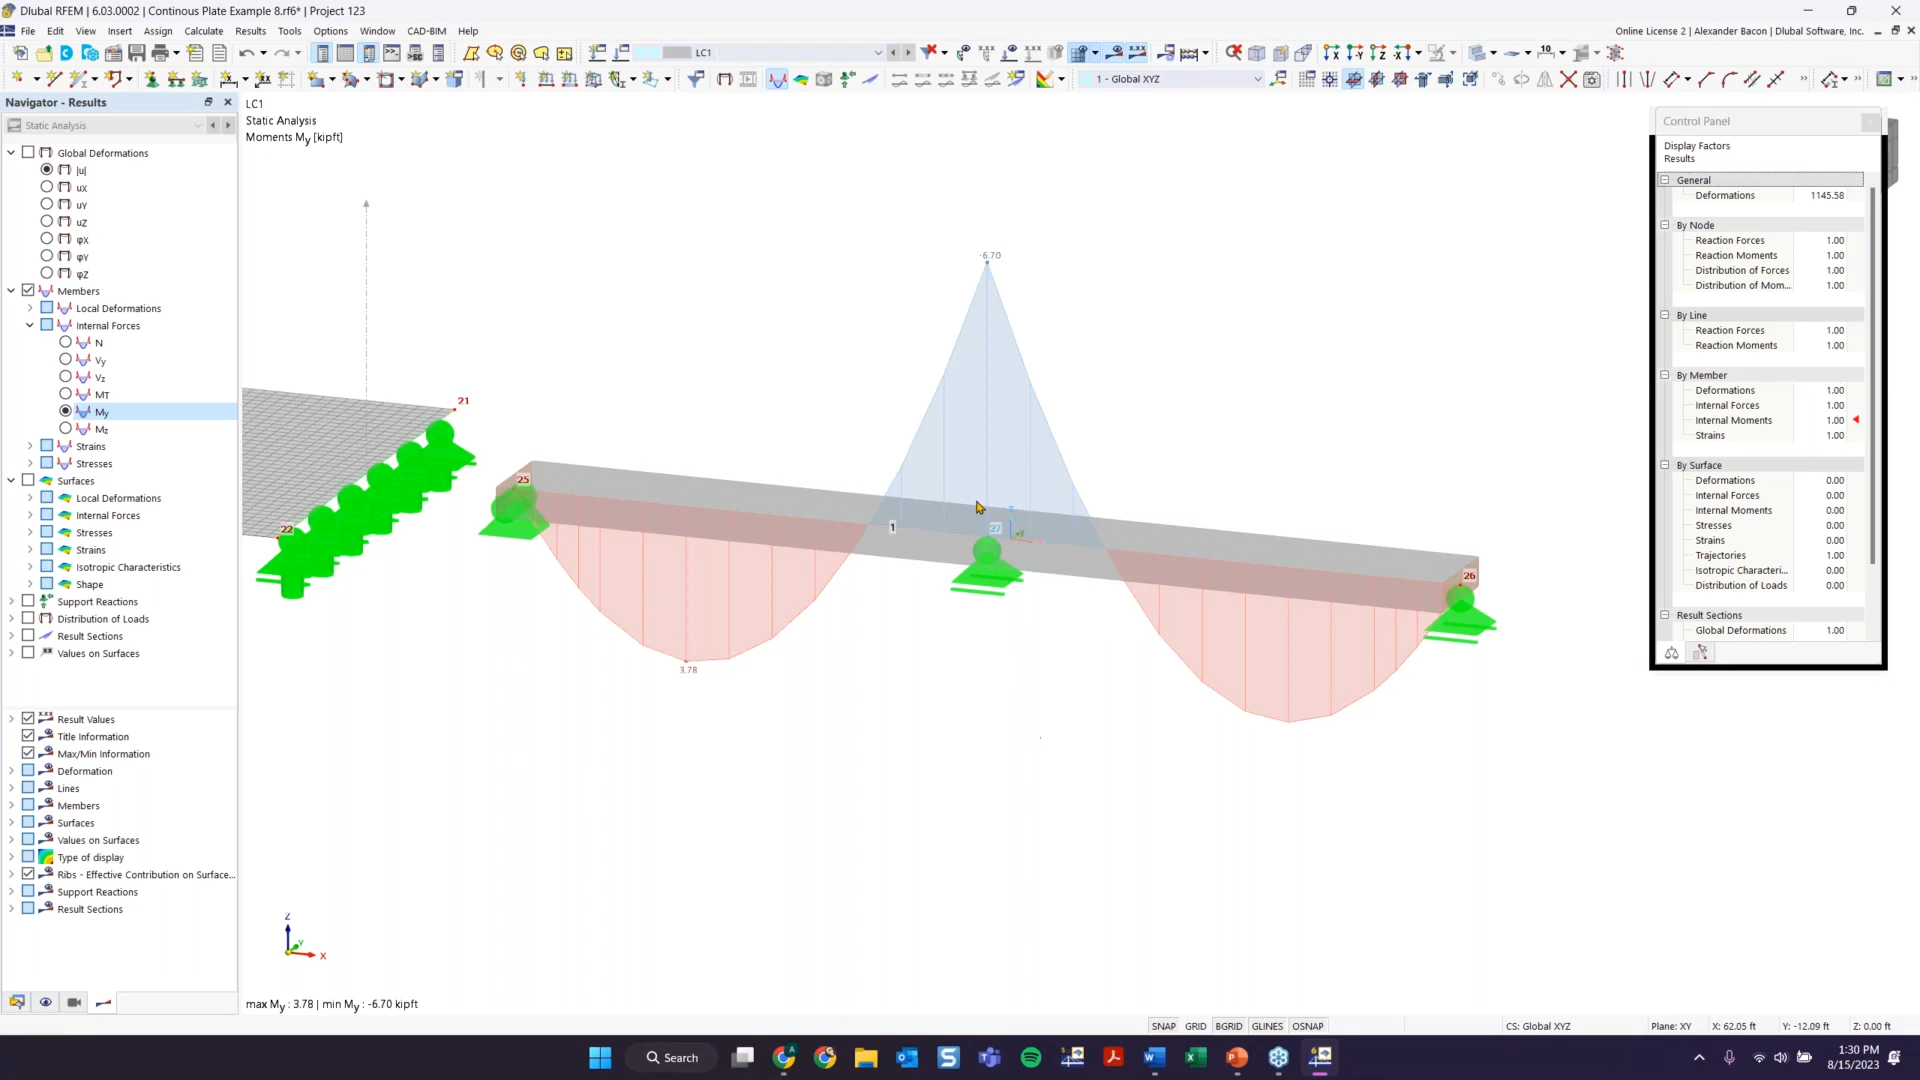 Dlubal RFEM | 6.03.0002 | Continous Plate Example 8.rf6* | Project 123
File Edit View Insert Assign Calculate Results Tools Options Window CAD-BIM Help
Online License 2 | Alexander Bacon | Dlubal Software, Inc.
LC1
1 - Global XYZ
Navigator - Results
Static Analysis
Global Deformations
|u|
uX
uY
uZ
φX
φY
φZ
Members
Local Deformations
Internal Forces
N
Vy
Vz
MT
My
Mz
Strains
Stresses
Surfaces
Local Deformations
Internal Forces
Stresses
Strains
Isotropic Characteristics
Shape
Support Reactions
Distribution of Loads
Result Sections
Values on Surfaces
Result Values
Title Information
Max/Min Information
Deformation
Lines
Members
Surfaces
Values on Surfaces
Type of display
Ribs - Effective Contribution on Surface...
Support Reactions
Result Sections
LC1
Static Analysis
Moments My [kipft]
-6.70
21
22
25
1
27
26
3.78
Z
Y
X
max My : 3.78 | min My : -6.70 kipft
Control Panel
Display Factors
Results
General
Deformations 1145.58
By Node
Reaction Forces 1.00
Reaction Moments 1.00
Distribution of Forces 1.00
Distribution of Mom... 1.00
By Line
Reaction Forces 1.00
Reaction Moments 1.00
By Member
Deformations 1.00
Internal Forces 1.00
Internal Moments 1.00
Strains 1.00
By Surface
Deformations 0.00
Internal Forces 0.00
Internal Moments 0.00
Stresses 0.00
Strains 0.00
Trajectories 1.00
Isotropic Characteri... 0.00
Distribution of Loads 0.00
Result Sections
Global Deformations 1.00
SNAP GRID BGRID GLINES OSNAP
CS: Global XYZ
Plane: XY
X: 62.05 ft Y: -12.09 ft Z: 0.00 ft
Search
1:30 PM
8/15/2023